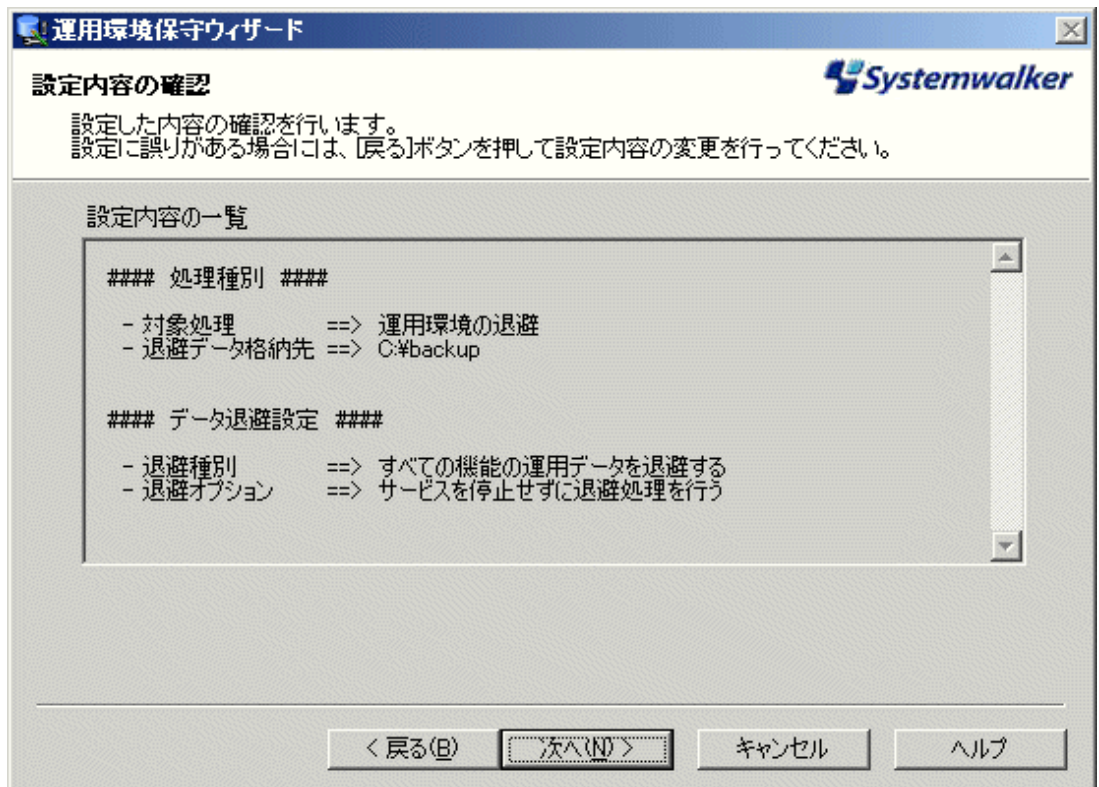 運用環境保守ウィザード
Systemwalker
設定内容の確認
設定した内容の確認を行います。
設定に誤りがある場合には、[戻る]ボタンを押して設定内容の変更を行ってください。
設定内容の一覧
#### 処理種別 ####
- 対象処理 ==> 運用環境の退避
- 退避データ格納先 ==> C:¥backup
#### データ退避設定 ####
- 退避種別 ==> すべての機能の運用データを退避する
- 退避オプション ==> サービスを停止せずに退避処理を行う
< 戻る(B) 次へ(N) > キャンセル ヘルプ